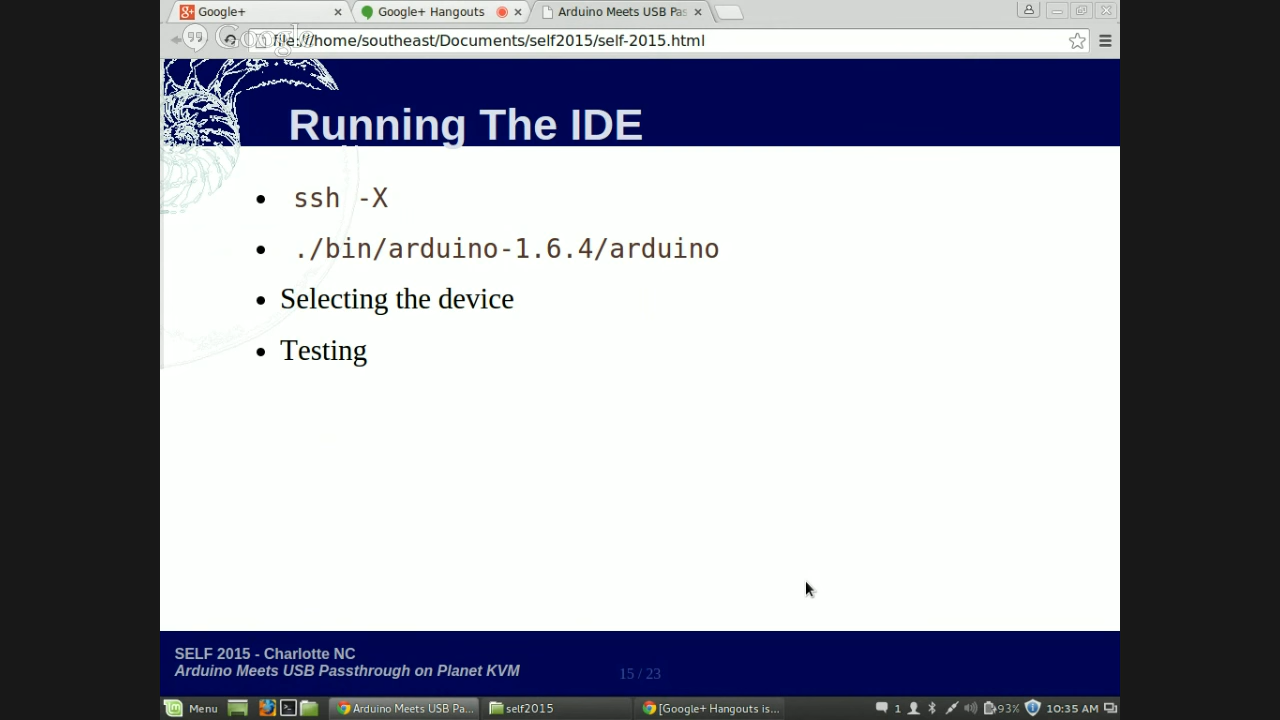 Google+
Google+ Hangouts
Arduino Meets USB Pas
Google
file:///home/southeast/Documents/self2015/self-2015.html
Running The IDE
ssh -X
./bin/arduino-1.6.4/arduino
Selecting the device
Testing
SELF 2015 - Charlotte NC
Arduino Meets USB Passthrough on Planet KVM
15 / 23
Menu
Arduino Meets USB Pa...
self2015
[Google+ Hangouts is...
1
93%
10:35 AM